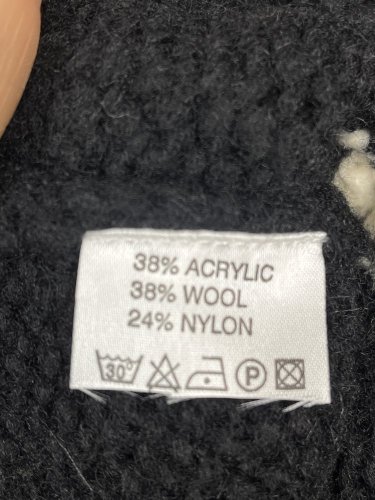 38% ACRYLIC
38% WOOL
24% NYLON
30° P